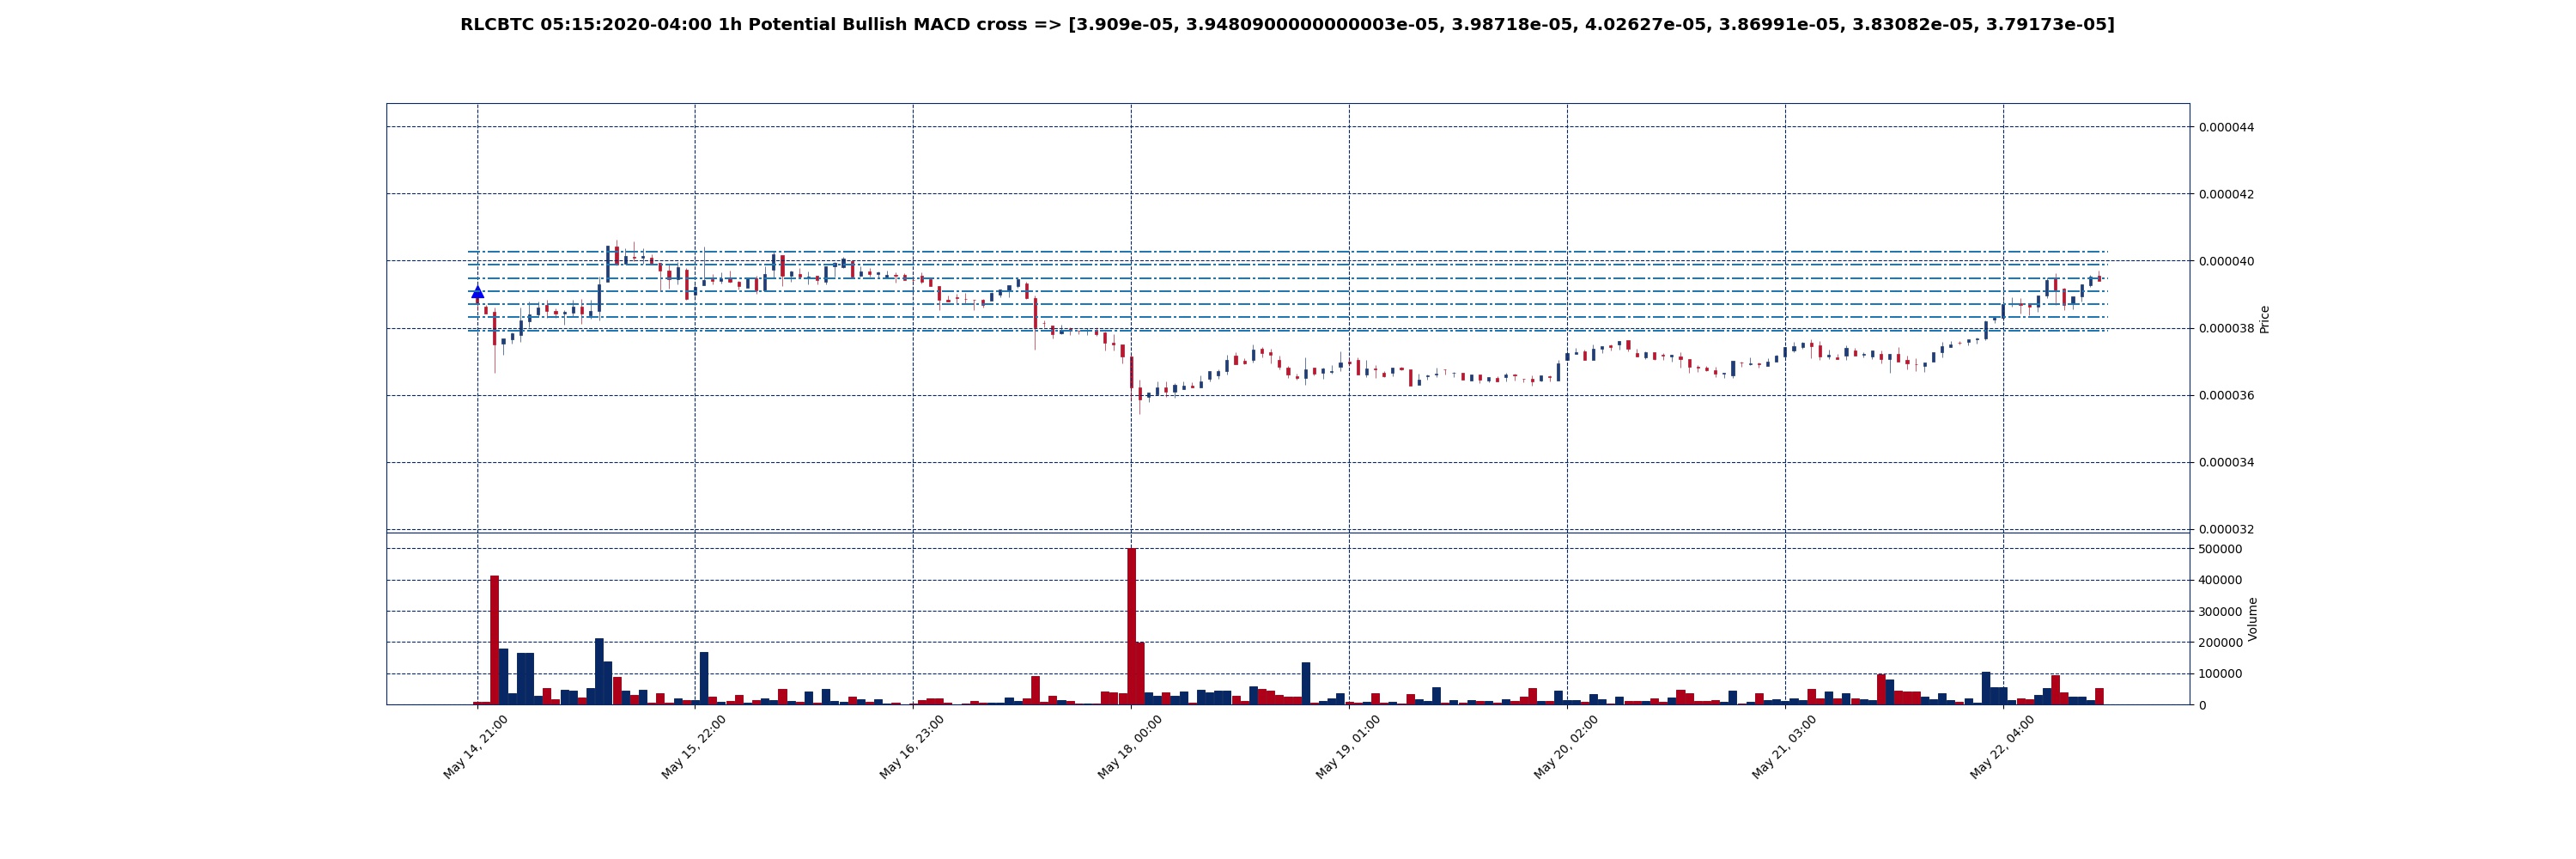 RLCBTC 05:15:2020-04:00 1h Potential Bullish MACD cross => [3.909e-05, 3.9480900000000003e-05, 3.98718e-05, 4.02627e-05, 3.86991e-05, 3.83082e-05, 3.79173e-05]
0.000044
0.000042
0.000040
0.000038
0.000036
0.000034
0.000032
Price
500000
400000
300000
200000
100000
0
Volume
May 14, 21:00
May 15, 22:00
May 16, 23:00
May 18, 00:00
May 19, 01:00
May 20, 02:00
May 21, 03:00
May 22, 04:00